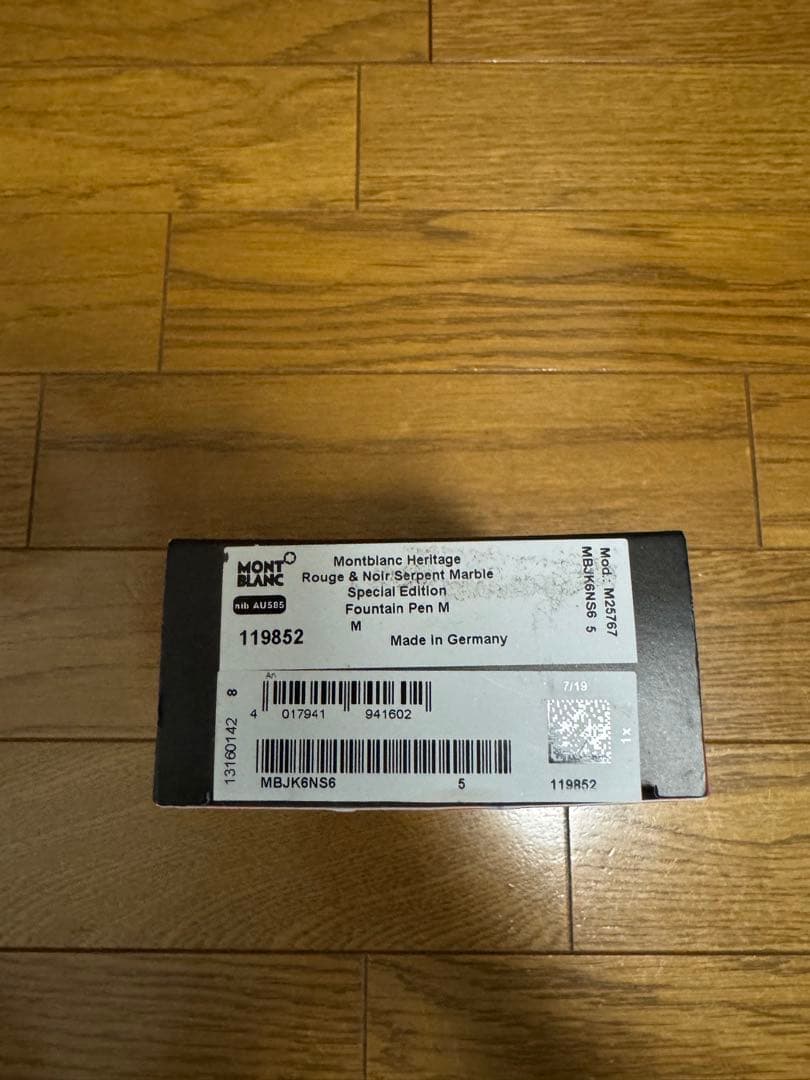 MONT
BLANC
nib AU585
119852
Montblanc Heritage
Rouge & Noir Serpent Marble
Special Edition
Fountain Pen M
M
Made in Germany
Mod.: M25767
MBJK6NS6 5
13160142 8
An
4 017941 941602
MBJK6NS6 5
7/19
1x
119852